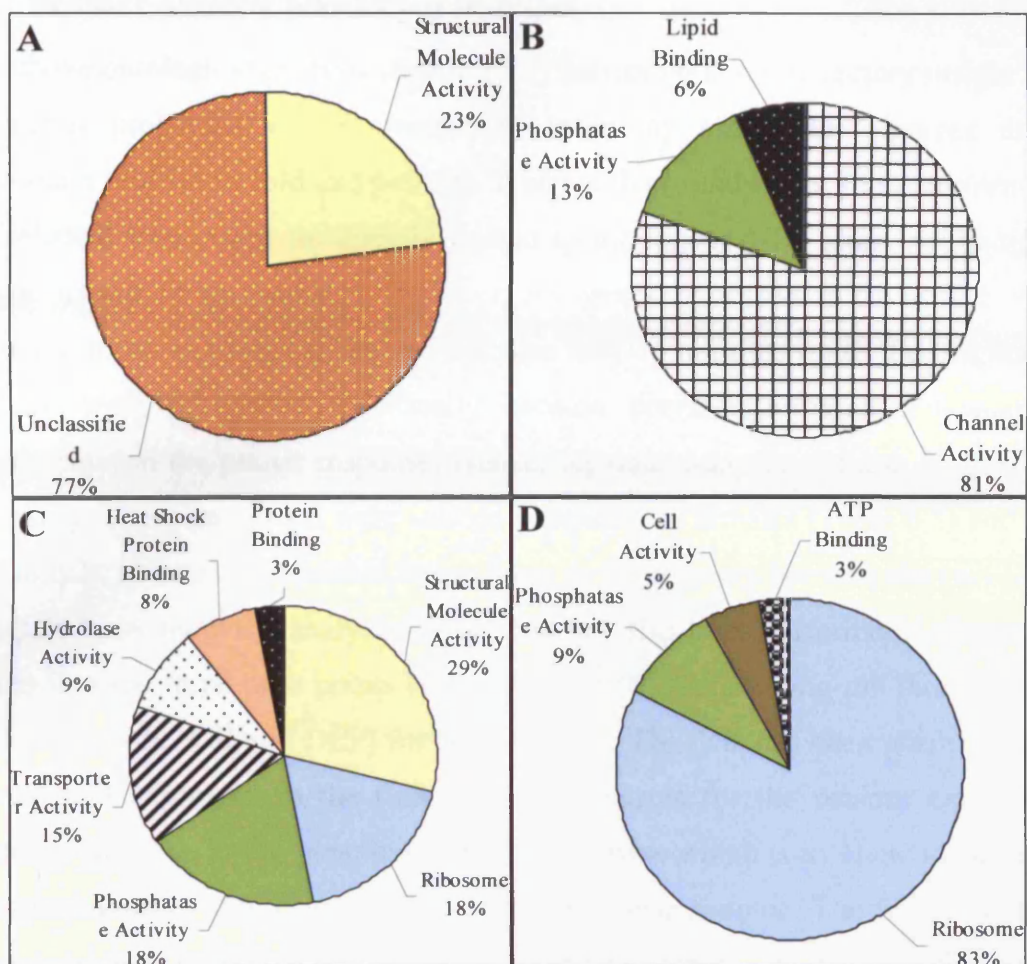 A
Structural
Molecule
Activity
23%
Unclassifie
d
77%
B
Lipid
Binding
6%
Phosphatas
e Activity
13%
Channel
Activity
81%
C
Heat Shock
Protein
Binding
8%
Protein
Binding
3%
Structural
Molecule
Activity
29%
Hydrolase
Activity
9%
Transporte
r Activity
15%
Phosphatas
e Activity
18%
Ribosome
18%
D
Cell
Activity
5%
ATP
Binding
3%
Phosphatas
e Activity
9%
Ribosome
83%